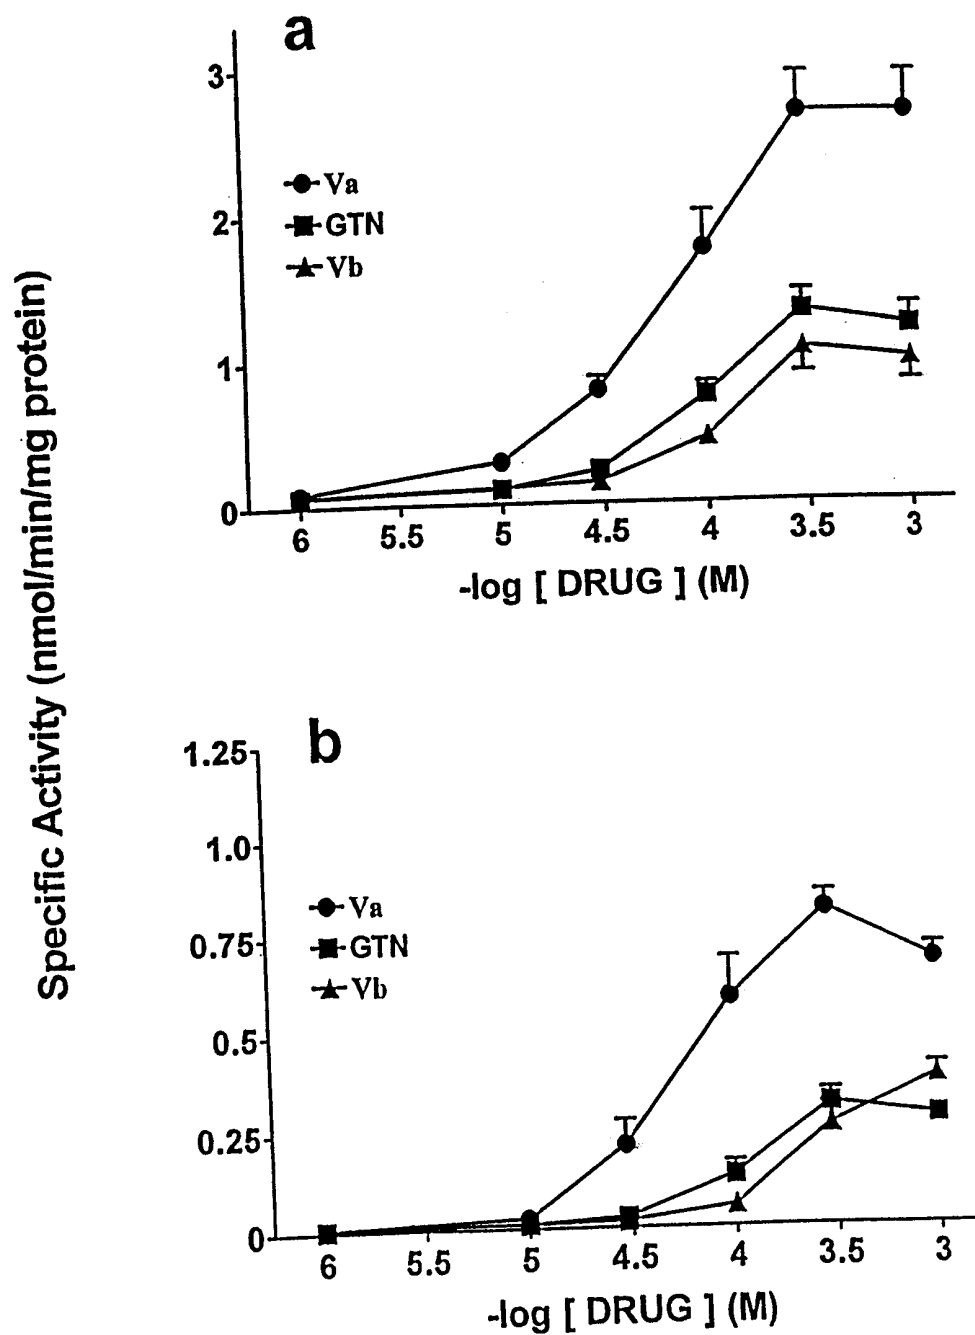 a
3
2
1
0
Va
GTN
Vb
6 5.5 5 4.5 4 3.5 3
-log [ DRUG ] (M)
Specific Activity (nmol/min/mg protein)
b
1.25
1.0
0.75
0.5
0.25
0
Va
GTN
Vb
6 5.5 5 4.5 4 3.5 3
-log [ DRUG ] (M)